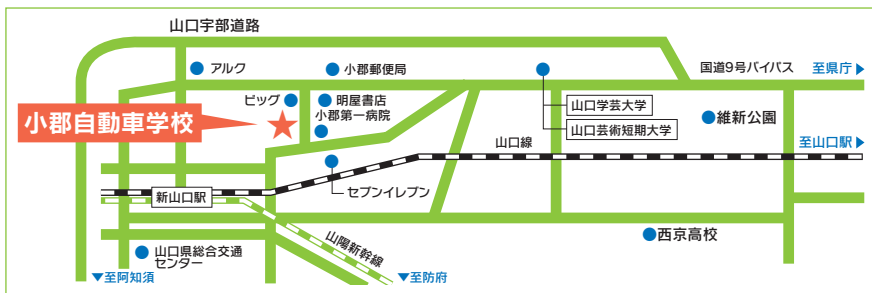 山口宇部道路
アルク
小郡郵便局
国道9号バイパス
至県庁▶
ビッグ
明屋書店
小郡第一病院
山口学芸大学
山口芸術短期大学
維新公園
小郡自動車学校
山口線
至山口駅▶
セブンイレブン
新山口駅
西京高校
山口県総合交通
センター
山陽新幹線
▼至阿知須
▼至防府